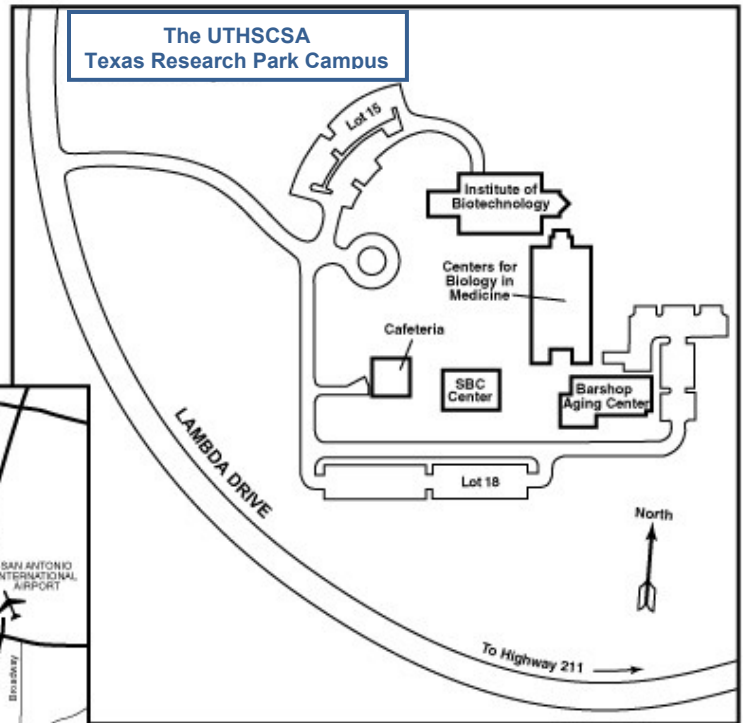 The UTHSCSA
Texas Research Park Campus
Lot 15
Institute of
Biotechnology
Centers for
Biology in
Medicine
Cafeteria
SBC
Center
Barshop
Aging Center
LAMBDA DRIVE
Lot 18
North
SAN ANTONIO
INTERNATIONAL
AIRPORT
Broadway
To Highway 211